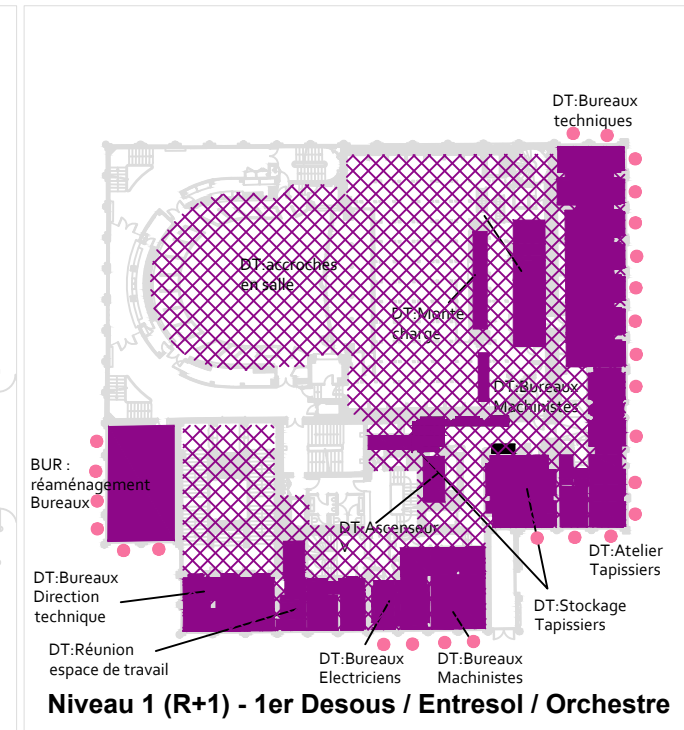 DT:Bureaux
techniques
DT:accroches
en salle
DT:Monte
charge
DT:Bureaux
Machinistes
BUR :
réaménagement
Bureaux
DT:Ascenseur
V
DT:Atelier
Tapissiers
DT:Bureaux
Direction
technique
DT:Stockage
Tapissiers
DT:Réunion
espace de travail
DT:Bureaux
Electriciens
DT:Bureaux
Machinistes
Niveau 1 (R+1) - 1er Desous / Entresol / Orchestre